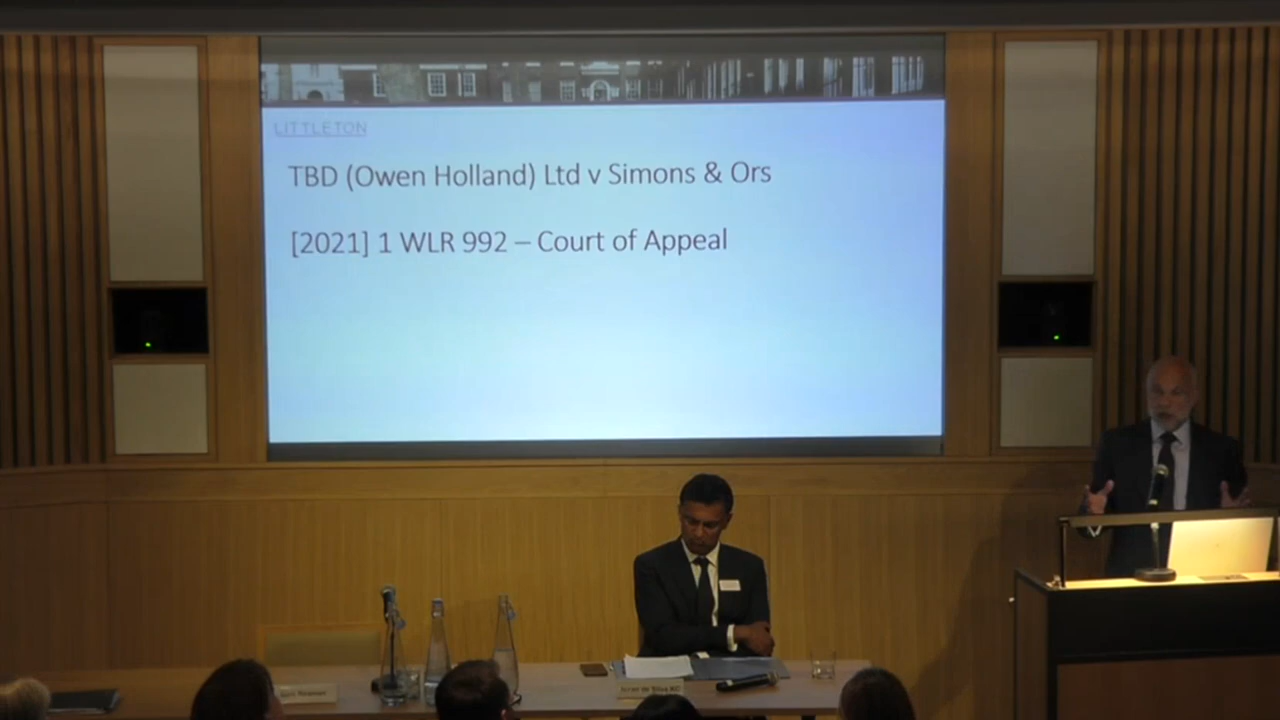 LITTLETON
TBD (Owen Holland) Ltd v Simons & Ors
[2021] 1 WLR 992 – Court of Appeal